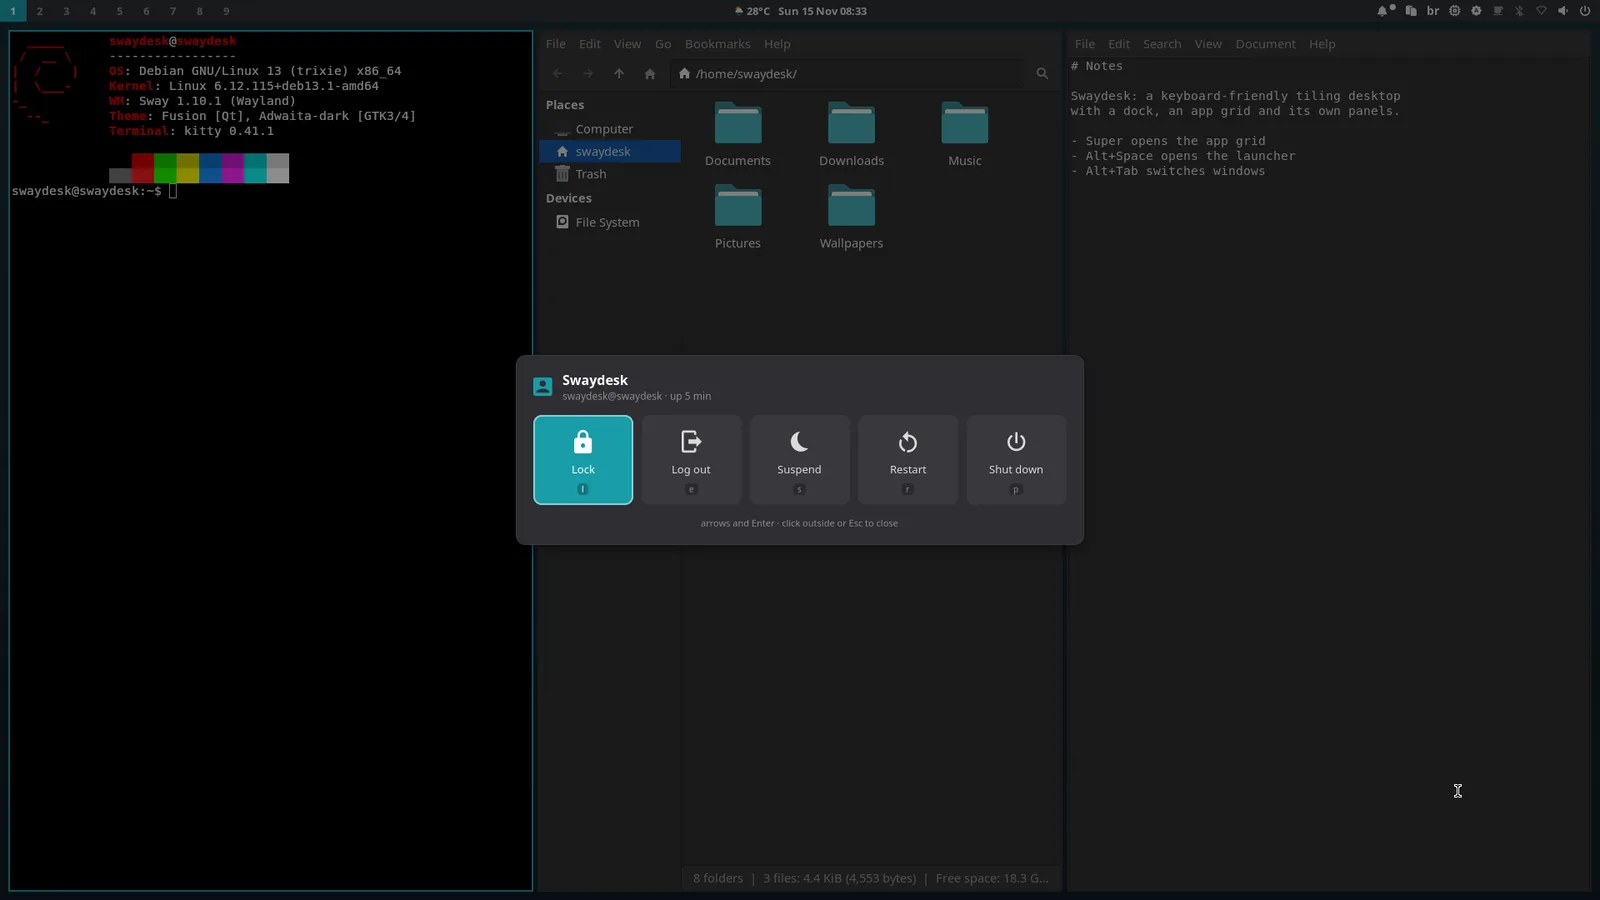 1 2 3 4 5 6 7 8 9
28°C Sun 15 Nov 08:33
br
swaydesk@swaydesk
-----------------
OS: Debian GNU/Linux 13 (trixie) x86_64
Kernel: Linux 6.12.115+deb13.1-amd64
WM: Sway 1.10.1 (Wayland)
Theme: Fusion [Qt], Adwaita-dark [GTK3/4]
Terminal: kitty 0.41.1
swaydesk@swaydesk:~$
File Edit View Go Bookmarks Help
/home/swaydesk/
Places
Computer
swaydesk
Trash
Devices
File System
Documents Downloads Music
Pictures Wallpapers
8 folders | 3 files: 4.4 KiB (4,553 bytes) | Free space: 18.3 G...
File Edit Search View Document Help
# Notes
Swaydesk: a keyboard-friendly tiling desktop
with a dock, an app grid and its own panels.
- Super opens the app grid
- Alt+Space opens the launcher
- Alt+Tab switches windows
Swaydesk
swaydesk@swaydesk · up 5 min
Lock Log out Suspend Restart Shut down
l e s r p
arrows and Enter · click outside or Esc to close